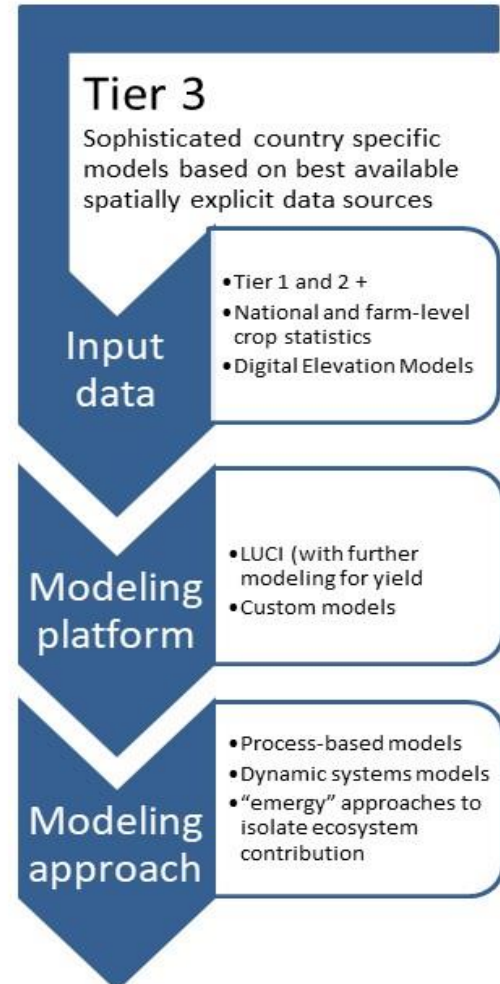 Tier 3
Sophisticated country specific
models based on best available
spatially explicit data sources
Input
data
•Tier 1 and 2 +
•National and farm-level
crop statistics
•Digital Elevation Models
Modeling
platform
•LUCI (with further
modeling for yield
•Custom models
Modeling
approach
•Process-based models
•Dynamic systems models
•“emergy” approaches to
isolate ecosystem
contribution